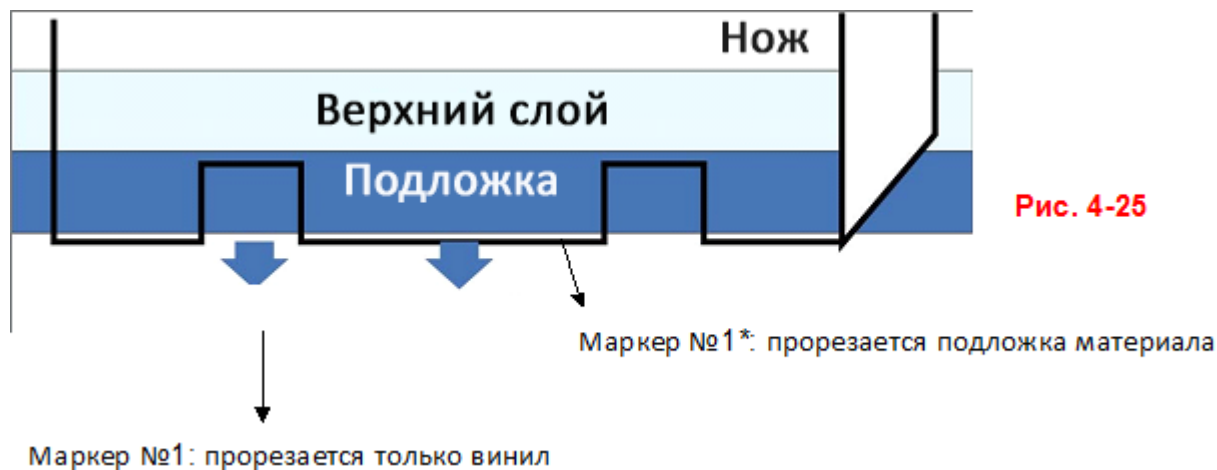 Нож
Верхний слой
Подложка
Рис. 4-25
Маркер №1*: прорезается подложка материала
Маркер №1: прорезается только винил